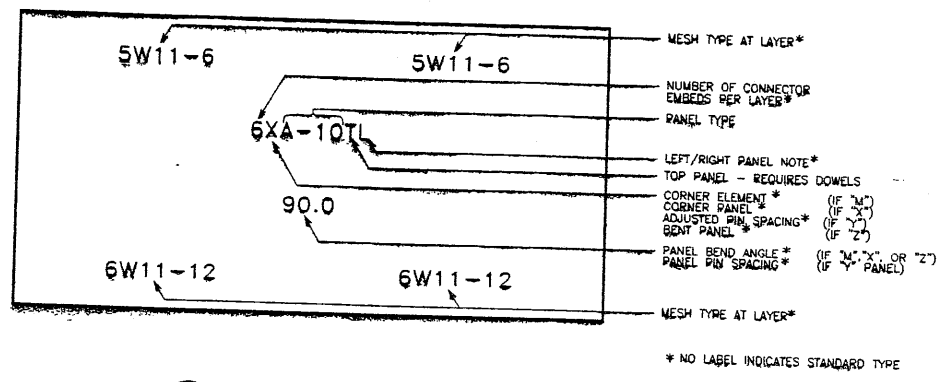 MESH TYPE AT LAYER*
5W11-6 5W11-6
NUMBER OF CONNECTOR
EMBEDS PER LAYER*
PANEL TYPE
6XA-10TL
LEFT/RIGHT PANEL NOTE*
TOP PANEL - REQUIRES DOWELS
CORNER ELEMENT* (IF "M")
CORNER PANEL* (IF "X")
ADJUSTED PIN SPACING* (IF "Y")
BENT PANEL* (IF "Z")
90.0
PANEL BEND ANGLE* (IF "M","X", OR "Z")
PANEL PIN SPACING* (IF "Y" PANEL)
6W11-12 6W11-12
MESH TYPE AT LAYER*
* NO LABEL INDICATES STANDARD TYPE